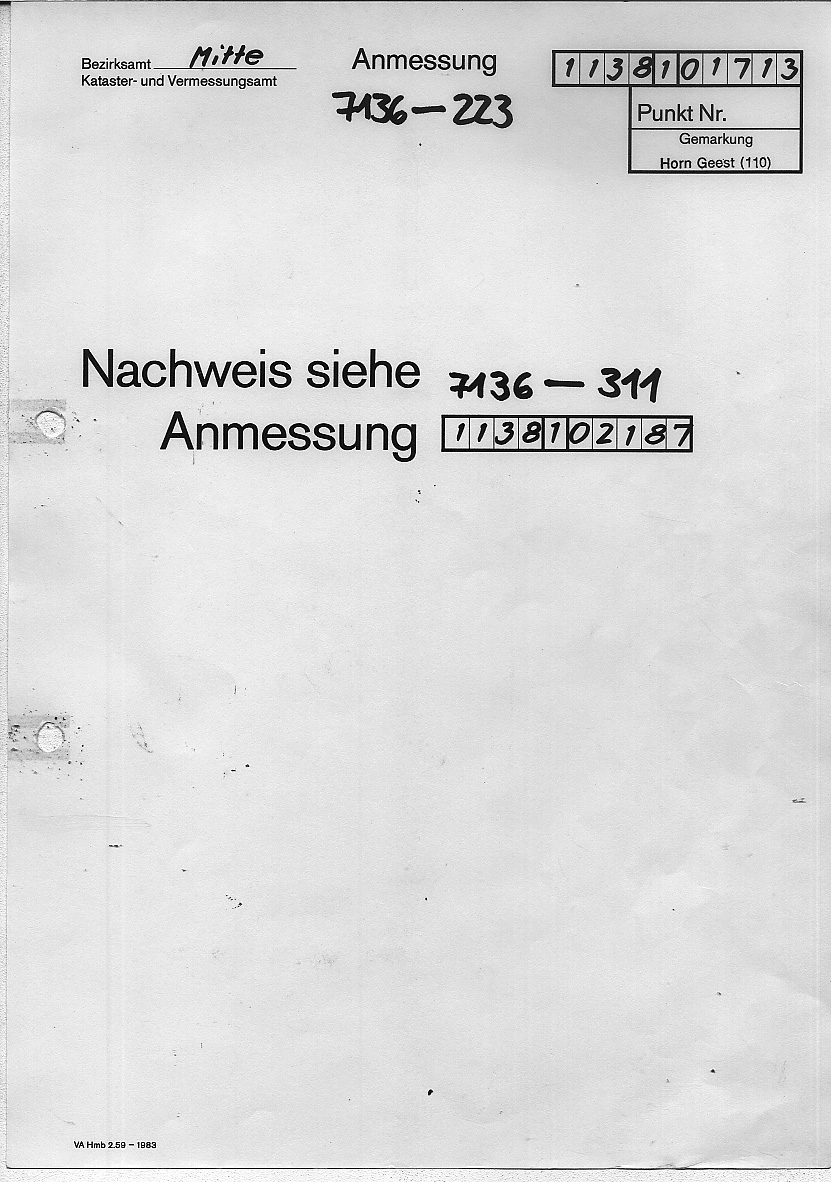 Bezirksamt Mitte
Kataster- und Vermessungsamt
Anmessung
7136 — 223
1138101713
Punkt Nr.
Gemarkung
Horn Geest (110)
Nachweis siehe 7136 — 311
Anmessung 1138102187
VA Hmb 2.59 – 1983